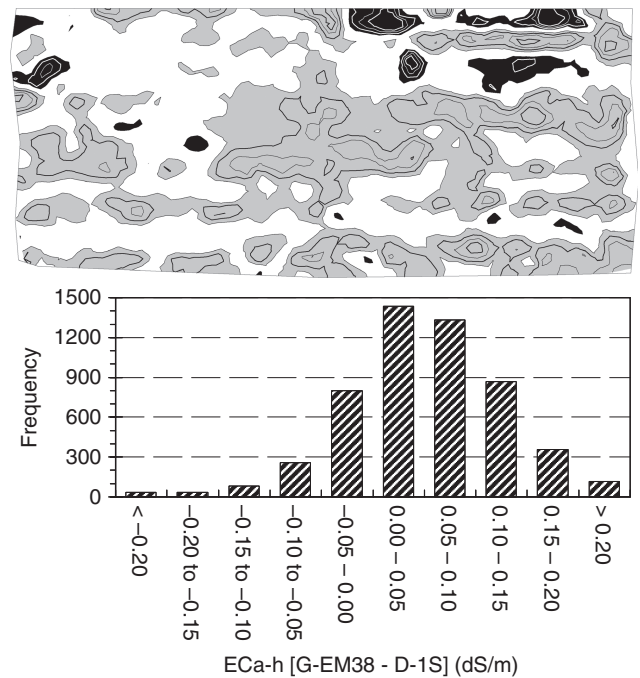 1500
1200
900
600
300
0
Frequency
< –0.20
–0.20 to –0.15
–0.15 to –0.10
–0.10 to –0.05
–0.05 – 0.00
0.00 – 0.05
0.05 – 0.10
0.10 – 0.15
0.15 – 0.20
> 0.20
ECa-h [G-EM38 - D-1S] (dS/m)